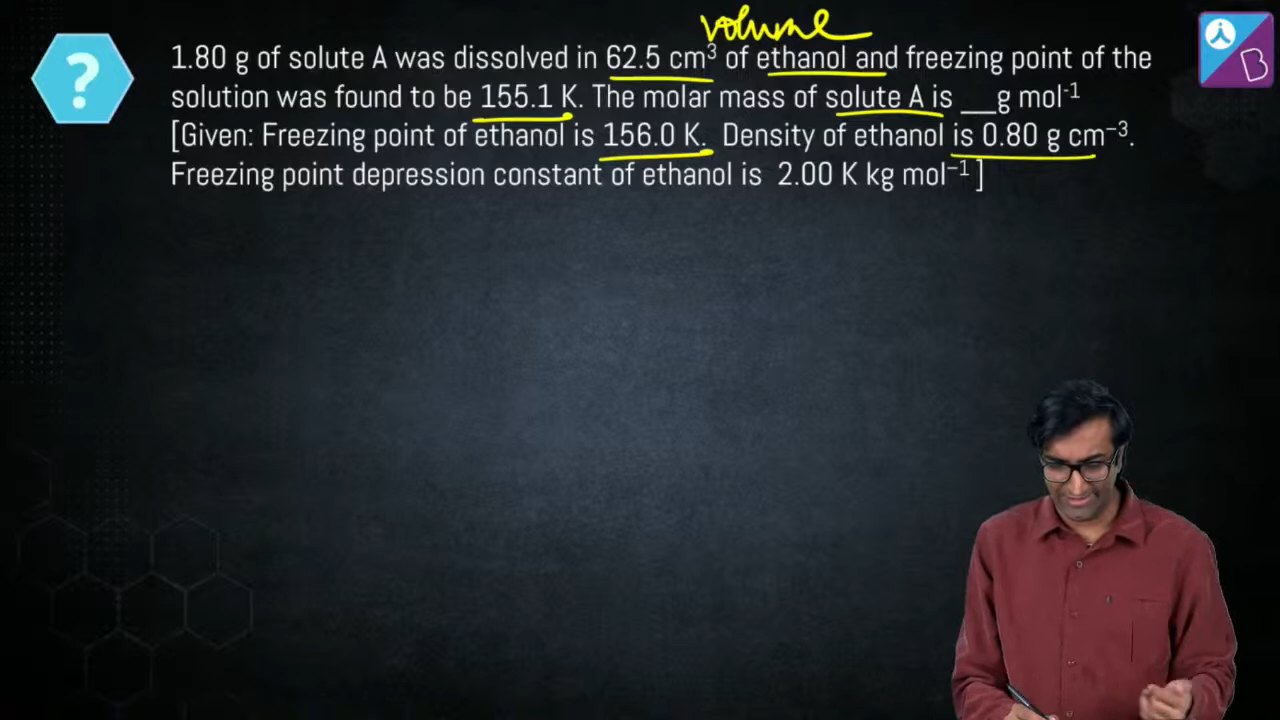 volume
1.80 g of solute A was dissolved in 62.5 cm³ of ethanol and freezing point of the
solution was found to be 155.1 K. The molar mass of solute A is __g mol⁻¹
[Given: Freezing point of ethanol is 156.0 K. Density of ethanol is 0.80 g cm⁻³.
Freezing point depression constant of ethanol is 2.00 K kg mol⁻¹ ]
?
B